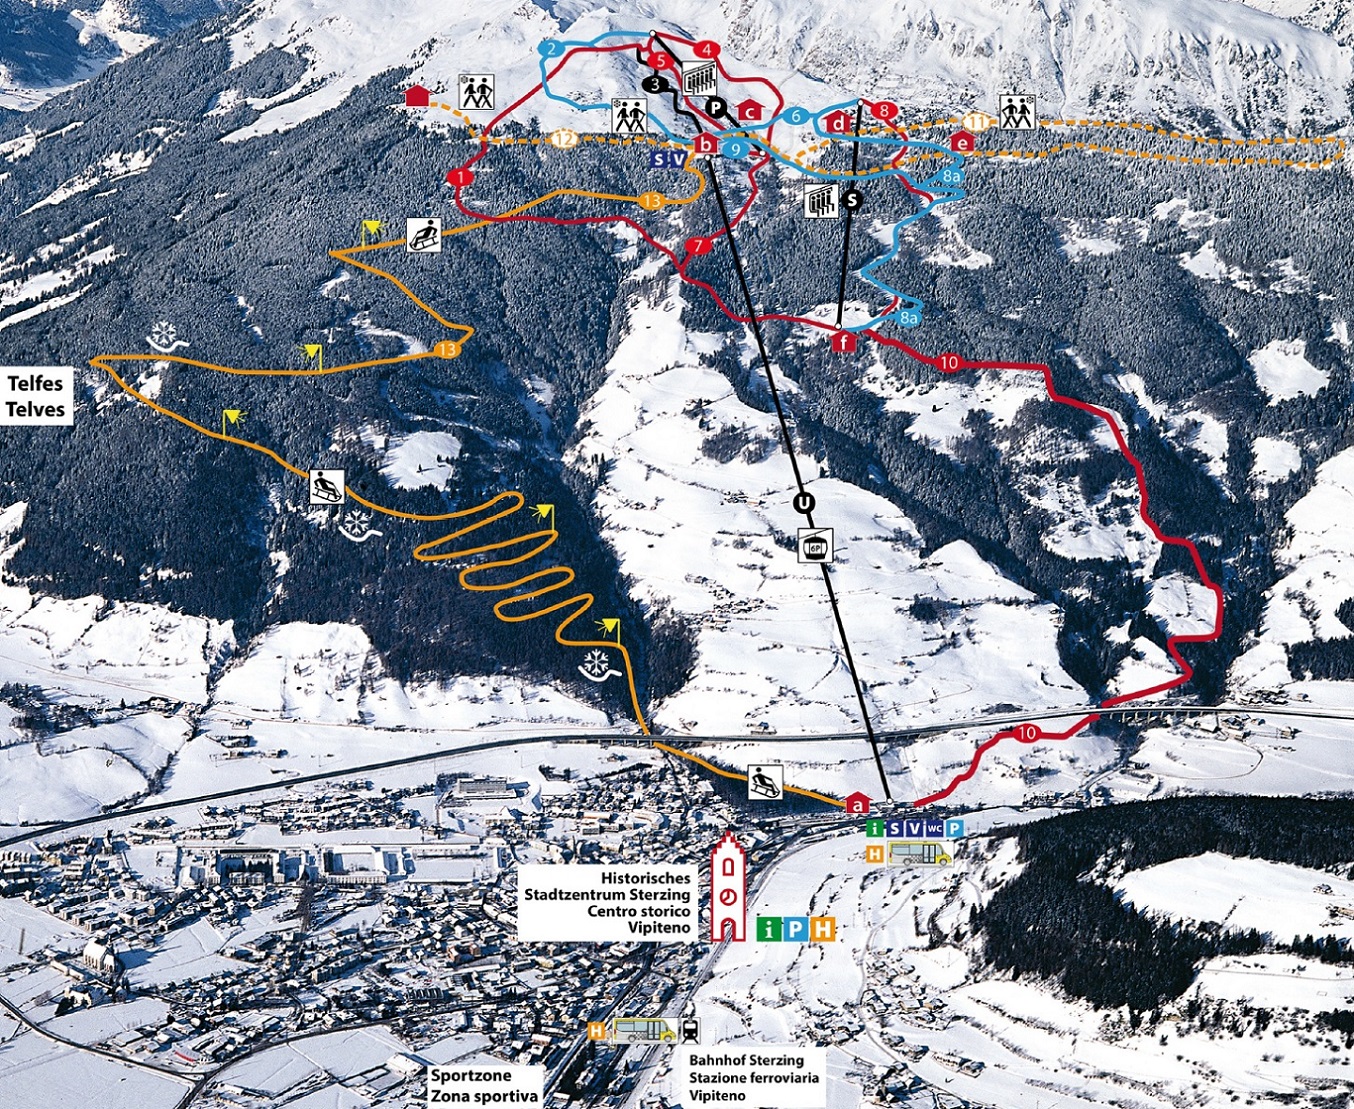 2
4
5
3
P
c
6
d
8
11
12
b
9
e
S V
1
8a
13
S
7
8a
f
10
13
Telfes
Telves
U
6P
10
a
i S V WC P
H
Historisches
Stadtzentrum Sterzing
Centro storico
Vipiteno
i P H
H
Bahnhof Sterzing
Stazione ferroviaria
Vipiteno
Sportzone
Zona sportiva